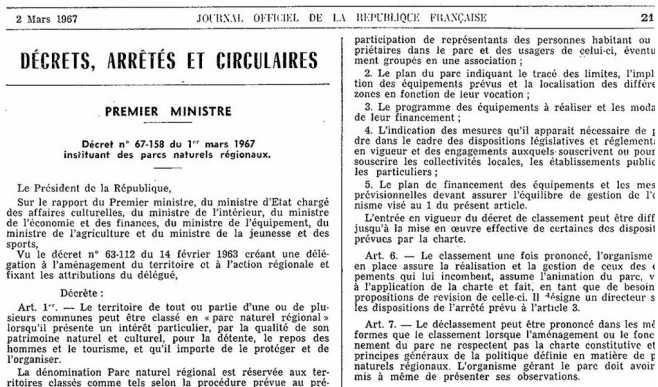 2 Mars 1967
JOURNAL OFFICIEL DE LA REPUBLIQUE FRANÇAISE
21
DÉCRETS, ARRÊTÉS ET CIRCULAIRES
PREMIER MINISTRE
Décret n° 67-158 du 1er mars 1967
instituant des parcs naturels régionaux.
Le Président de la République,
Sur le rapport du Premier ministre, du ministre d'Etat chargé
des affaires culturelles, du ministre de l'intérieur, du ministre
de l'économie et des finances, du ministre de l'équipement, du
ministre de l'agriculture et du ministre de la jeunesse et des
sports,
Vu le décret n° 63-112 du 14 février 1963 créant une délé-
gation à l'aménagement du territoire et à l'action régionale et
fixant les attributions du délégué,
Décrète :
Art. 1er. — Le territoire de tout ou partie d'une ou de plu-
sieurs communes peut être classé en « parc naturel régional »
lorsqu'il présente un intérêt particulier, par la qualité de son
patrimoine naturel et culturel, pour la détente, le repos des
hommes et le tourisme, et qu'il importe de le protéger et de
l'organiser.
La dénomination Parc naturel régional est réservée aux ter-
ritoires classés comme tels selon la procédure prévue au pré-
participation de représentants des personnes habitant ou
priétaires dans le parc et des usagers de celui-ci, éventu
ment groupés en une association ;
2. Le plan du parc indiquant le tracé des limites, l'impl
tion des équipements prévus et la localisation des différe
zones en fonction de leur vocation ;
3. Le programme des équipements à réaliser et les moda
de leur financement ;
4. L'indication des mesures qu'il apparaît nécessaire de p
dre dans le cadre des dispositions législatives et réglementa
en vigueur et des engagements auxquels souscrivent ou pour
souscrire les collectivités locales, les établissements public
les particuliers ;
5. Le plan de financement des équipements et les mes
prévisionnelles devant assurer l'équilibre de gestion de l'o
nisme visé au 1 du présent article.
L'entrée en vigueur du décret de classement peut être diff
jusqu'à la mise en œuvre effective de certaines des disposit
prévues par la charte.
Art. 6. — Le classement une fois prononcé, l'organisme
en place assure la réalisation et la gestion de ceux des é
pements qui lui incombent, assume l'animation du parc, v
à l'application de la charte et fait, en tant que de besoin
propositions de revision de celle-ci. Il désigne un directeur s
les dispositions de l'arrêté prévu à l'article 3.
Art. 7. — Le déclassement peut être prononcé dans les mê
formes que le classement lorsque l'aménagement ou le fonc
nement du parc ne respectent pas la charte constitutive et
principes généraux de la politique définie en matière de p
naturels régionaux. L'organisme gérant le parc doit avoir
mis à même de présenter ses observations.